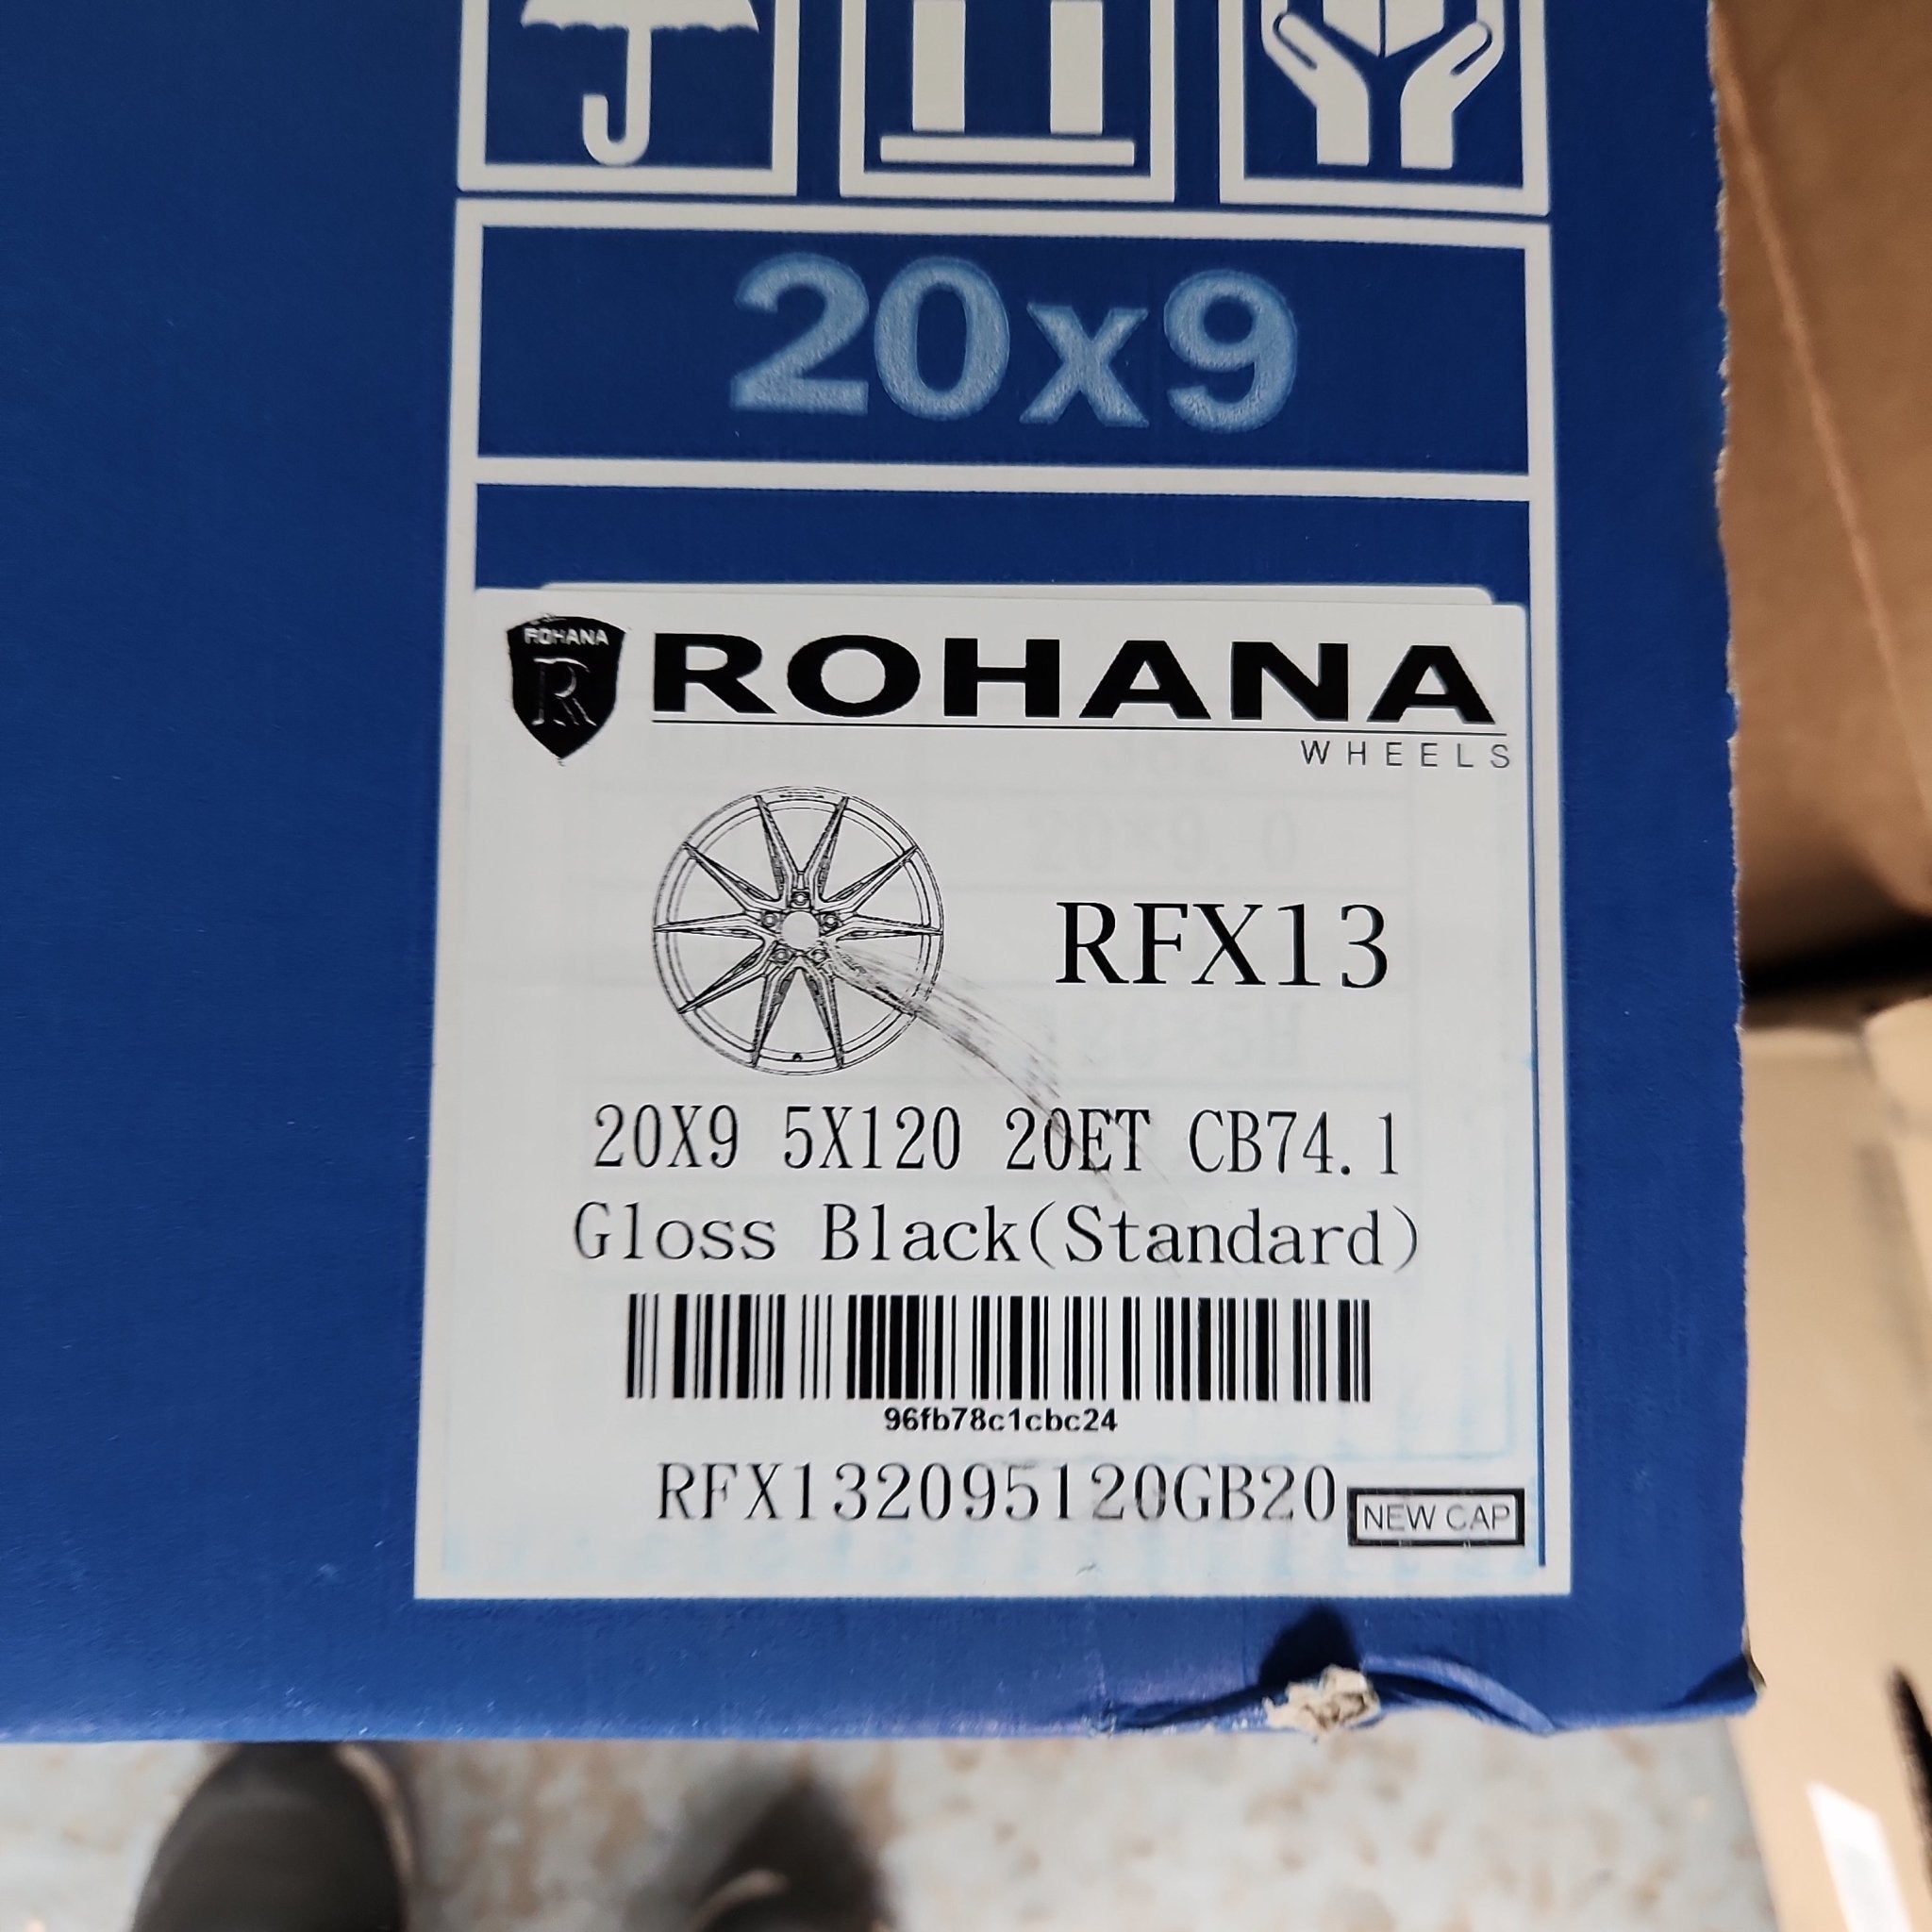 20x9
ROHANA
R
ROHANA
WHEELS
RFX13
20X9 5X120 20ET CB74.1
Gloss Black(Standard)
96fb78c1cbc24
RFX132095120GB20
NEW CAP